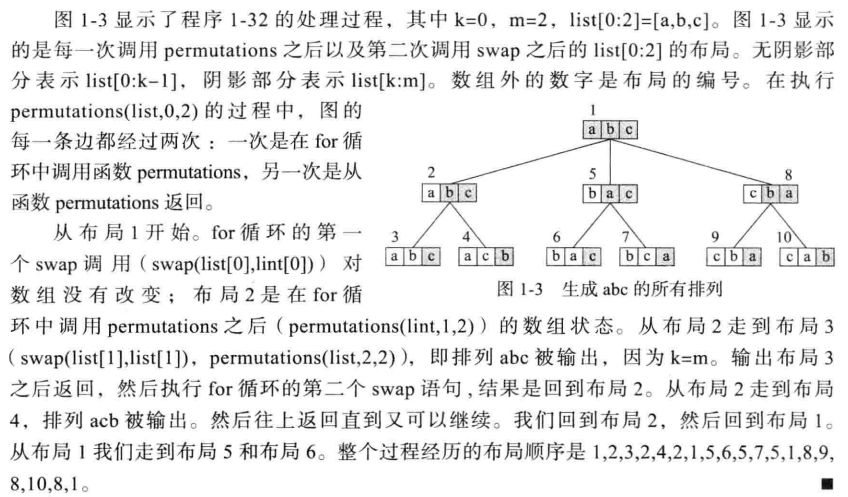 图 1-3 显示了程序 1-32 的处理过程，其中 k=0，m=2，list[0:2]=[a,b,c]。图 1-3 显示
的是每一次调用 permutations 之后以及第二次调用 swap 之后的 list[0:2] 的布局。无阴影部
分表示 list[0:k–1]，阴影部分表示 list[k:m]。数组外的数字是布局的编号。在执行
permutations(list,0,2) 的过程中，图的
每一条边都经过两次：一次是在 for 循
环中调用函数 permutations，另一次是从
函数 permutations 返回。
从布局 1 开始。for 循环的第一
个 swap 调用（swap(list[0],lint[0])）对
数组没有改变；布局 2 是在 for 循
1
a b c
2 5 8
a b c b a c c b a
3 4 6 7 9 10
a b c a c b b a c b c a c b a c a b
图 1-3 生成 abc 的所有排列
环中调用 permutations 之后（permutations(lint,1,2)）的数组状态。从布局 2 走到布局 3
（swap(list[1],list[1])，permutations(list,2,2)），即排列 abc 被输出，因为 k=m。输出布局 3
之后返回，然后执行 for 循环的第二个 swap 语句,结果是回到布局 2。从布局 2 走到布局
4，排列 acb 被输出。然后往上返回直到又可以继续。我们回到布局 2，然后回到布局 1。
从布局 1 我们走到布局 5 和布局 6。整个过程经历的布局顺序是 1,2,3,2,4,2,1,5,6,5,7,5,1,8,9,
8,10,8,1。